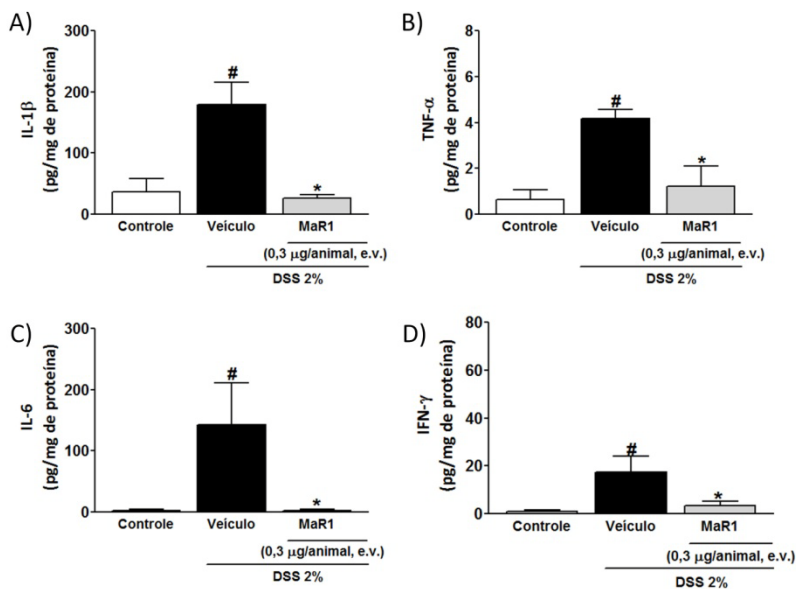 A)
IL-1β
(pg/mg de proteína)
300
200
100
0
#
*
Controle
Veículo
MaR1
(0,3 µg/animal, e.v.)
DSS 2%
B)
TNF-α
(pg/mg de proteína)
8
6
4
2
0
#
*
Controle
Veículo
MaR1
(0,3 µg/animal, e.v.)
DSS 2%
C)
IL-6
(pg/mg de proteína)
300
200
100
0
#
*
Controle
Veículo
MaR1
(0,3 µg/animal, e.v.)
DSS 2%
D)
IFN-γ
(pg/mg de proteína)
80
60
40
20
0
#
*
Controle
Veículo
MaR1
(0,3 µg/animal, e.v.)
DSS 2%